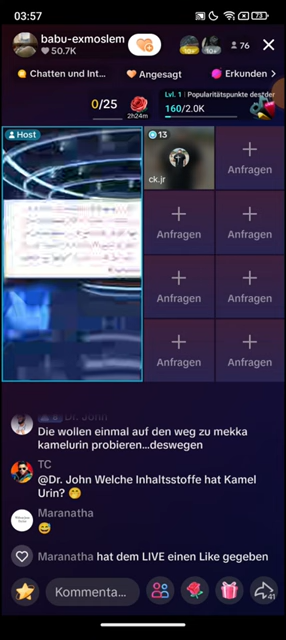 03:57
73
babu-exmoslem
50.7K
76
Chatten und Int...
Angesagt
Erkunden
0/25
2h24m
Lvl. 1 | Popularitätspunkte des
160/2.0K
Host
13
ck.jr
Anfragen
Anfragen
Anfragen
Anfragen
Anfragen
Anfragen
Anfragen
Dr. John
Die wollen einmal auf den weg zu mekka
kamelurin probieren...deswegen
TC
@Dr. John Welche Inhaltsstoffe hat Kamel
Urin? 🤭
Maranatha
😅
Maranatha hat dem LIVE einen Like gegeben
Kommenta...
41